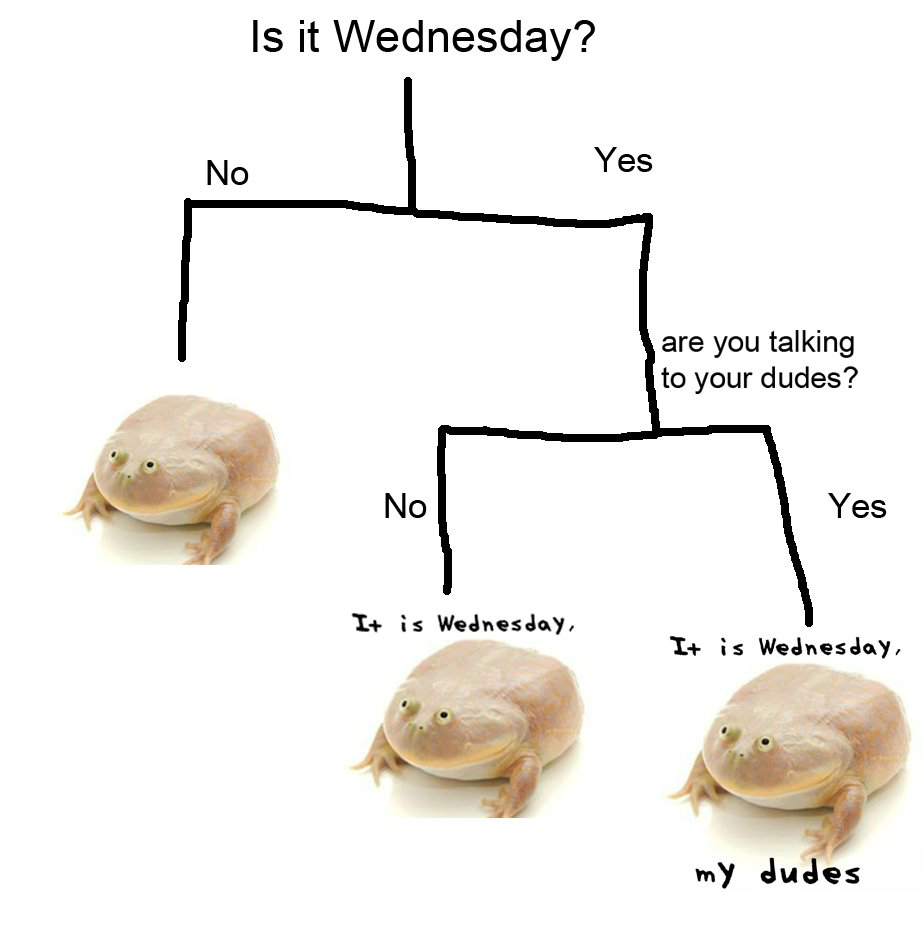 Is it Wednesday?
No
Yes
are you talking
to your dudes?
No
Yes
It is Wednesday,
It is Wednesday,
my dudes